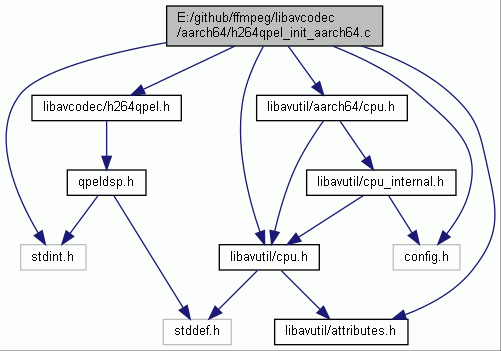 E:/github/ffmpeg/libavcodec
/aarch64/h264qpel_init_aarch64.c
libavcodec/h264qpel.h
libavutil/aarch64/cpu.h
qpeldsp.h
libavutil/cpu_internal.h
stdint.h
libavutil/cpu.h
config.h
stddef.h
libavutil/attributes.h